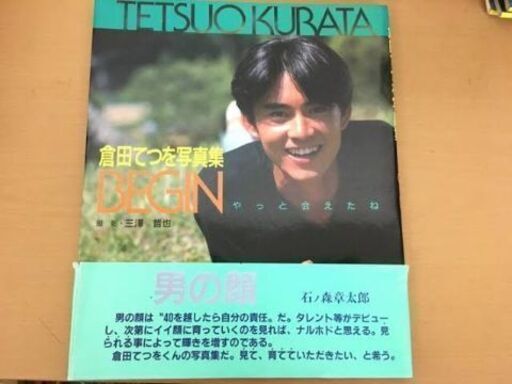 TETSUO KURATA
倉田てつを写真集
BEGIN
やっと会えたね
撮影・三澤哲也
男の顔
石ノ森章太郎
男の顔は“40を越したら自分の責任。だ。タレント等がデビュー
し、次第にイイ顔に育っていくのを見れば、ナルホドと思える。見
られる事によって輝きを増すのである。
倉田てつをくんの写真集だ。見て、育てていただきたい、と希う。